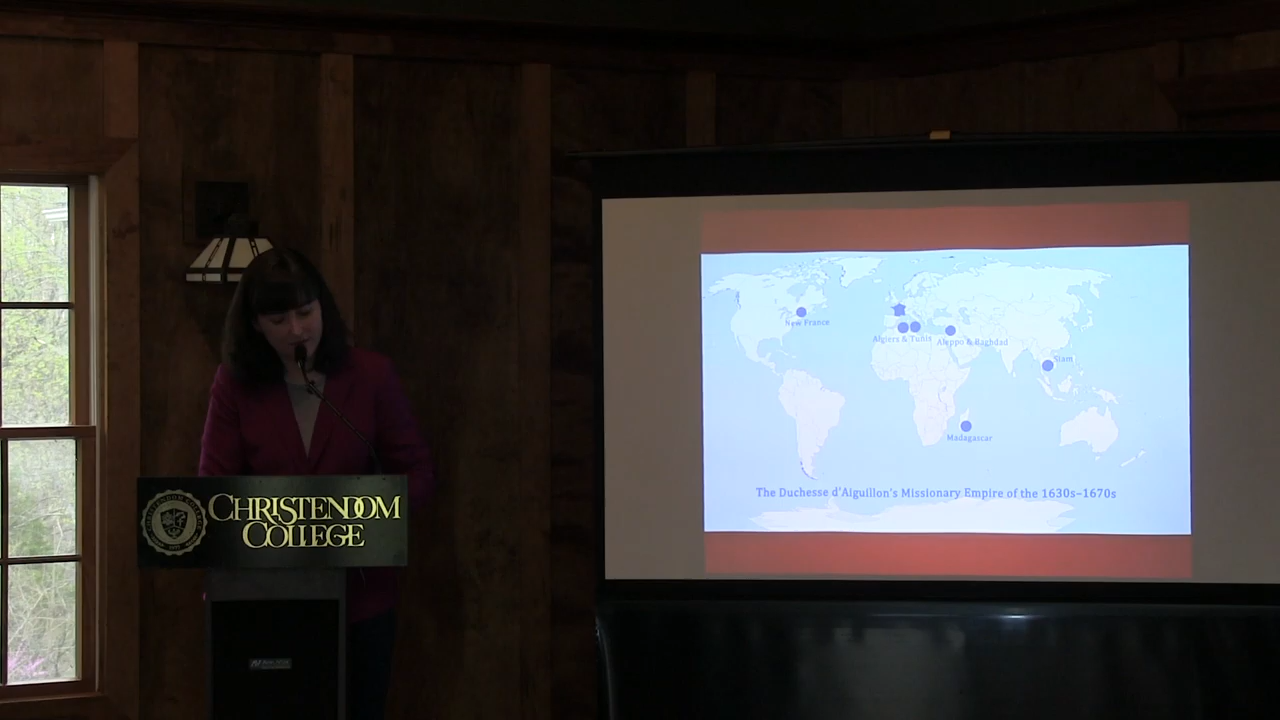 New France
Algiers & Tunis
Aleppo & Baghdad
Siam
Madagascar
The Duchesse d'Aiguillon's Missionary Empire of the 1630s–1670s
CHRISTENDOM
COLLEGE